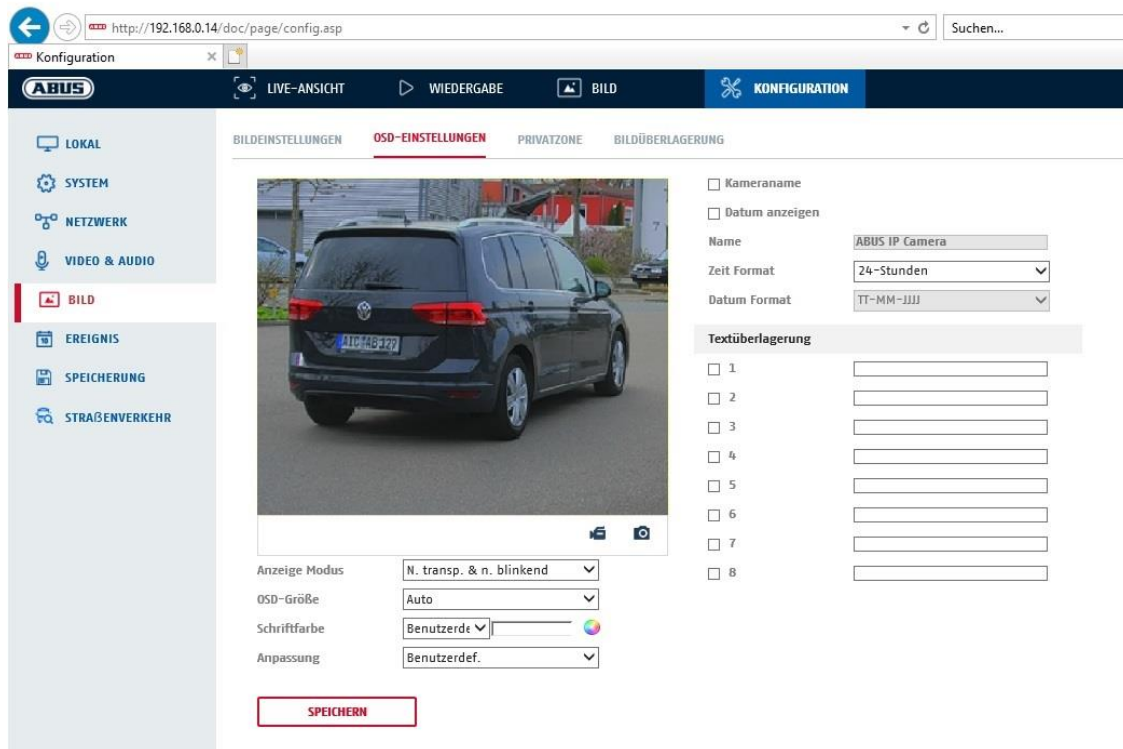 http://192.168.0.14/doc/page/config.asp
Suchen...
Konfiguration
ABUS
LIVE-ANSICHT
WIEDERGABE
BILD
KONFIGURATION
LOKAL
SYSTEM
NETZWERK
VIDEO & AUDIO
BILD
EREIGNIS
SPEICHERUNG
STRAßENVERKEHR
BILDEINSTELLUNGEN
OSD-EINSTELLUNGEN
PRIVATZONE
BILDÜBERLAGERUNG
AIC AB 129
Anzeige Modus N. transp. & n. blinkend
OSD-Größe Auto
Schriftfarbe Benutzerde
Anpassung Benutzerdef.
SPEICHERN
Kameraname
Datum anzeigen
Name ABUS IP Camera
Zeit Format 24-Stunden
Datum Format TT-MM-JJJJ
Textüberlagerung
1
2
3
4
5
6
7
8